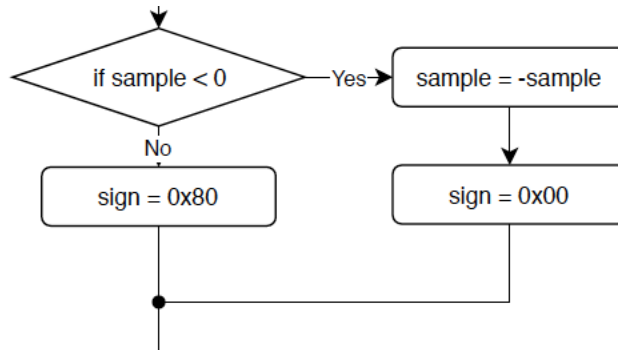 if sample < 0
Yes
sample = -sample
No
sign = 0x80
sign = 0x00